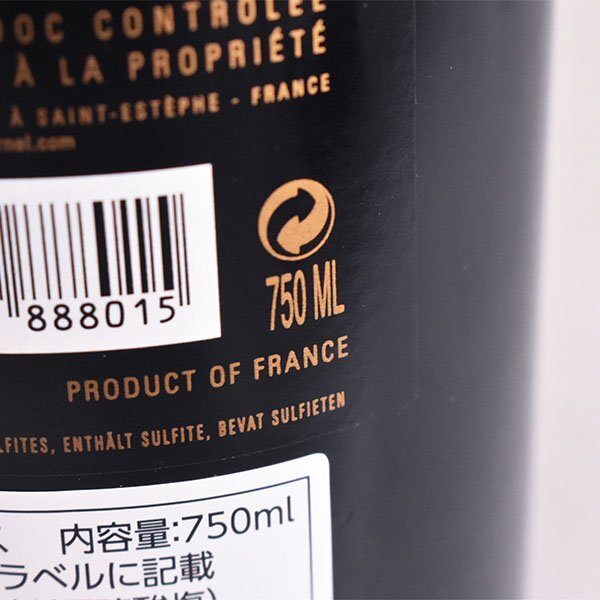 DOC CONTRÔLÉE
À LA PROPRIÉTÉ
À SAINT-ESTÈPHE - FRANCE
rnel.com
888015
750 ML
PRODUCT OF FRANCE
LFITES, ENTHÄLT SULFITE, BEVAT SULFIETEN
内容量:750ml
ラベルに記載